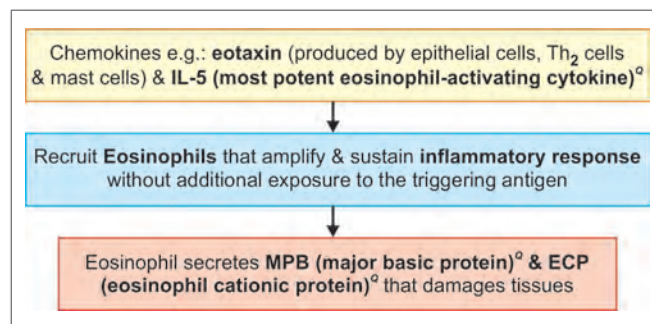 Chemokines e.g.: eotaxin (produced by epithelial cells, Th₂ cells
& mast cells) & IL-5 (most potent eosinophil-activating cytokine)ᵠ
Recruit Eosinophils that amplify & sustain inflammatory response
without additional exposure to the triggering antigen
Eosinophil secretes MPB (major basic protein)ᵠ & ECP
(eosinophil cationic protein)ᵠ that damages tissues